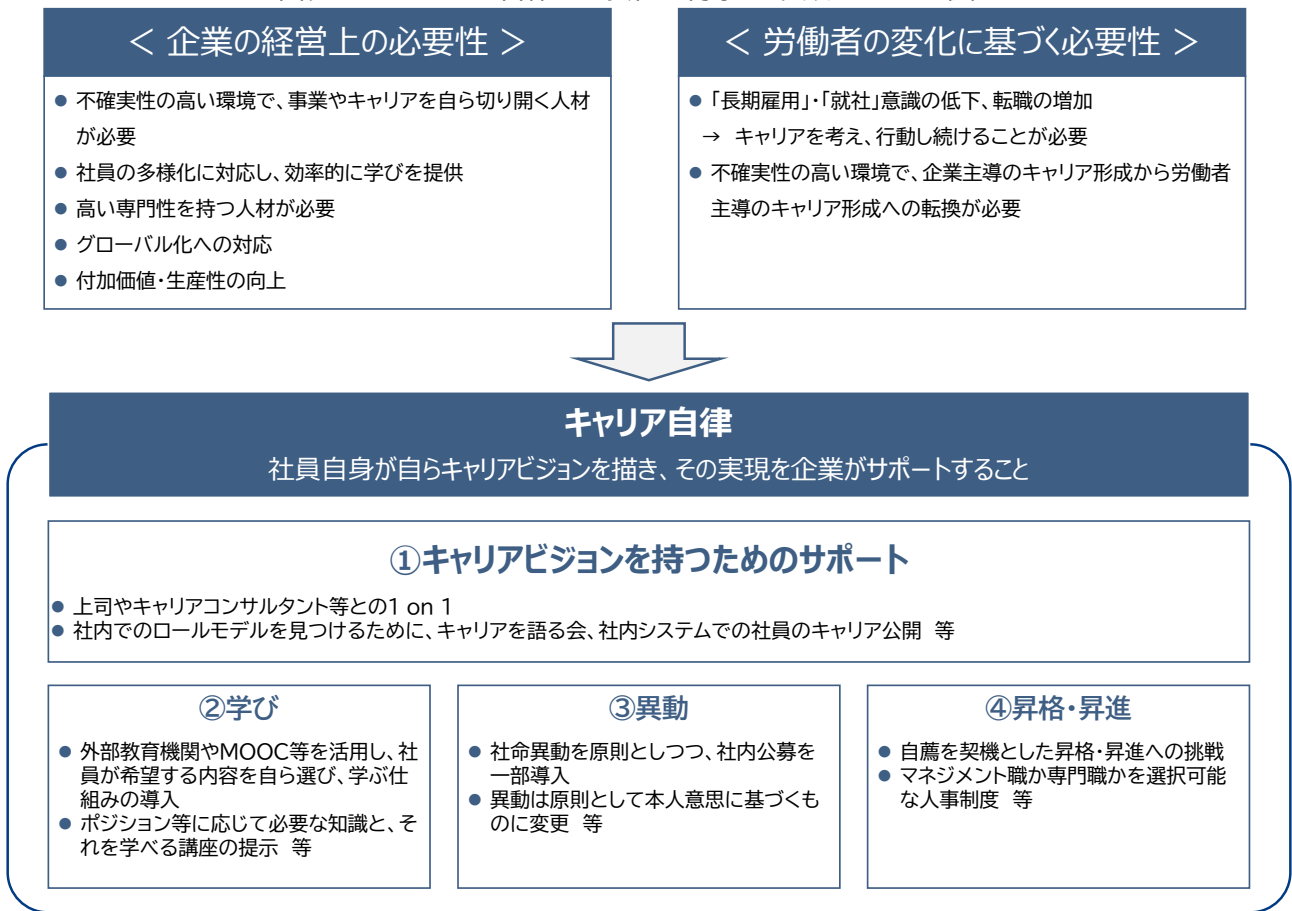 < 企業の経営上の必要性 >
● 不確実性の高い環境で、事業やキャリアを自ら切り開く人材
が必要
● 社員の多様化に対応し、効率的に学びを提供
● 高い専門性を持つ人材が必要
● グローバル化への対応
● 付加価値・生産性の向上
< 労働者の変化に基づく必要性 >
● 「長期雇用」・「就社」意識の低下、転職の増加
→ キャリアを考え、行動し続けることが必要
● 不確実性の高い環境で、企業主導のキャリア形成から労働者
主導のキャリア形成への転換が必要
キャリア自律
社員自身が自らキャリアビジョンを描き、その実現を企業がサポートすること
①キャリアビジョンを持つためのサポート
● 上司やキャリアコンサルタント等との1 on 1
● 社内でのロールモデルを見つけるために、キャリアを語る会、社内システムでの社員のキャリア公開 等
②学び
● 外部教育機関やMOOC等を活用し、社
員が希望する内容を自ら選び、学ぶ仕
組みの導入
● ポジション等に応じて必要な知識と、そ
れを学べる講座の提示 等
③異動
● 社命異動を原則としつつ、社内公募を
一部導入
● 異動は原則として本人意思に基づくも
のに変更 等
④昇格・昇進
● 自薦を契機とした昇格・昇進への挑戦
● マネジメント職か専門職かを選択可能
な人事制度 等